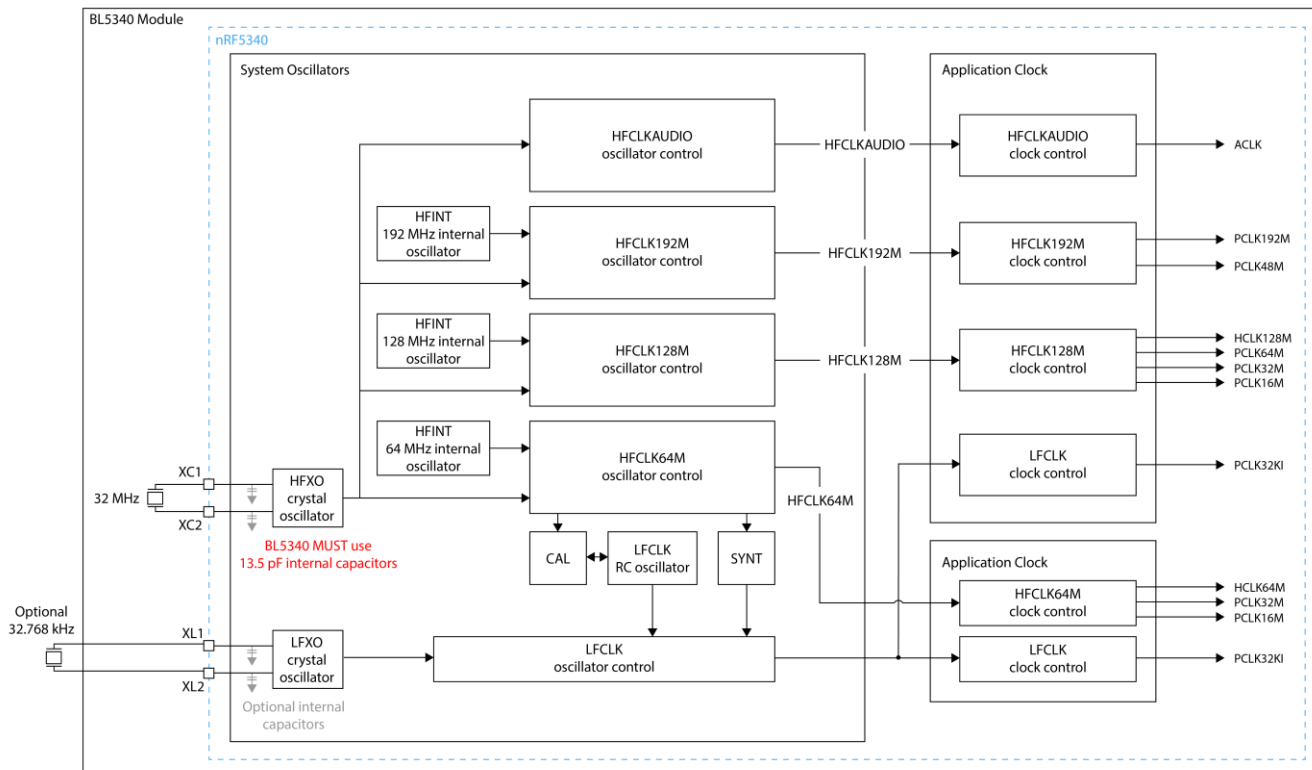 BL5340 Module
nRF5340
System Oscillators
Application Clock
HFCLKAUDIO
oscillator control
HFCLKAUDIO
HFCLKAUDIO
clock control
ACLK
HFINT
192 MHz internal
oscillator
HFCLK192M
oscillator control
HFCLK192M
HFCLK192M
clock control
PCLK192M
PCLK48M
HFINT
128 MHz internal
oscillator
HFCLK128M
oscillator control
HFCLK128M
HFCLK128M
clock control
HCLK128M
PCLK64M
PCLK32M
PCLK16M
HFINT
64 MHz internal
oscillator
HFCLK64M
oscillator control
HFCLK64M
LFCLK
clock control
PCLK32KI
XC1
32 MHz
XC2
HFXO
crystal
oscillator
BL5340 MUST use
13.5 pF internal capacitors
CAL
LFCLK
RC oscillator
SYNT
Application Clock
HFCLK64M
clock control
HCLK64M
PCLK32M
PCLK16M
Optional
32.768 kHz
XL1
XL2
LFXO
crystal
oscillator
Optional internal
capacitors
LFCLK
oscillator control
LFCLK
clock control
PCLK32KI